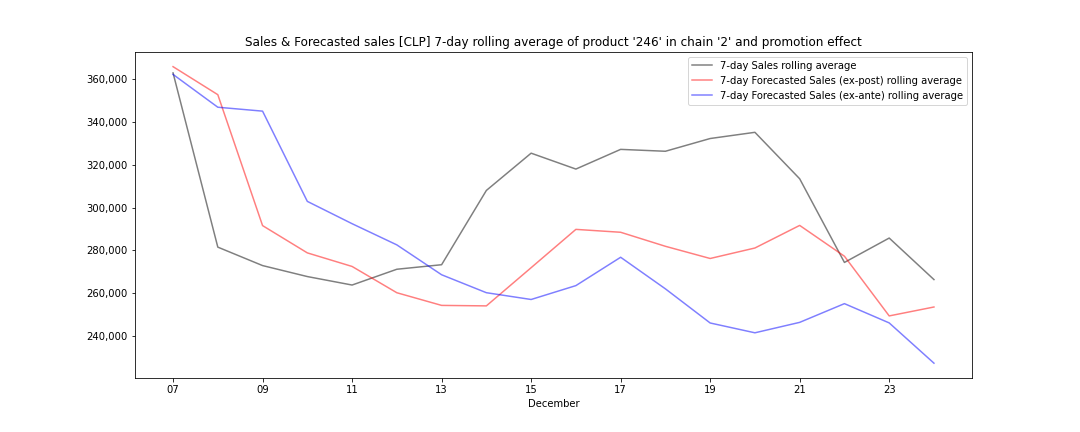 Sales & Forecasted sales [CLP] 7-day rolling average of product '246' in chain '2' and promotion effect
7-day Sales rolling average
7-day Forecasted Sales (ex-post) rolling average
7-day Forecasted Sales (ex-ante) rolling average
360,000
340,000
320,000
300,000
280,000
260,000
240,000
07 09 11 13 15 17 19 21 23
December